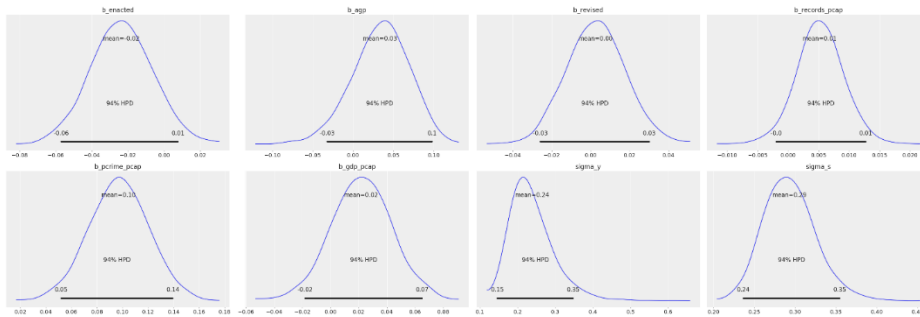 b_enacted
mean=-0.02
94% HPD
-0.06 0.01
−0.08 −0.06 −0.04 −0.02 0.00 0.02
b_agp
mean=0.03
94% HPD
-0.03 0.1
−0.10 −0.05 0.00 0.05 0.10
b_revised
mean=0.00
94% HPD
-0.03 0.03
−0.04 −0.02 0.00 0.02 0.04
b_records_pcap
mean=0.01
94% HPD
-0.0 0.01
−0.010 −0.005 0.000 0.005 0.010 0.015 0.020
b_pcrime_pcap
mean=0.10
94% HPD
0.05 0.14
0.02 0.04 0.06 0.08 0.10 0.12 0.14 0.16 0.18
b_gdp_pcap
mean=0.02
94% HPD
-0.02 0.07
−0.06 −0.04 −0.02 0.00 0.02 0.04 0.06 0.08
sigma_y
mean=0.24
94% HPD
0.15 0.35
0.1 0.2 0.3 0.4 0.5 0.6
sigma_s
mean=0.29
94% HPD
0.24 0.35
0.20 0.25 0.30 0.35 0.40